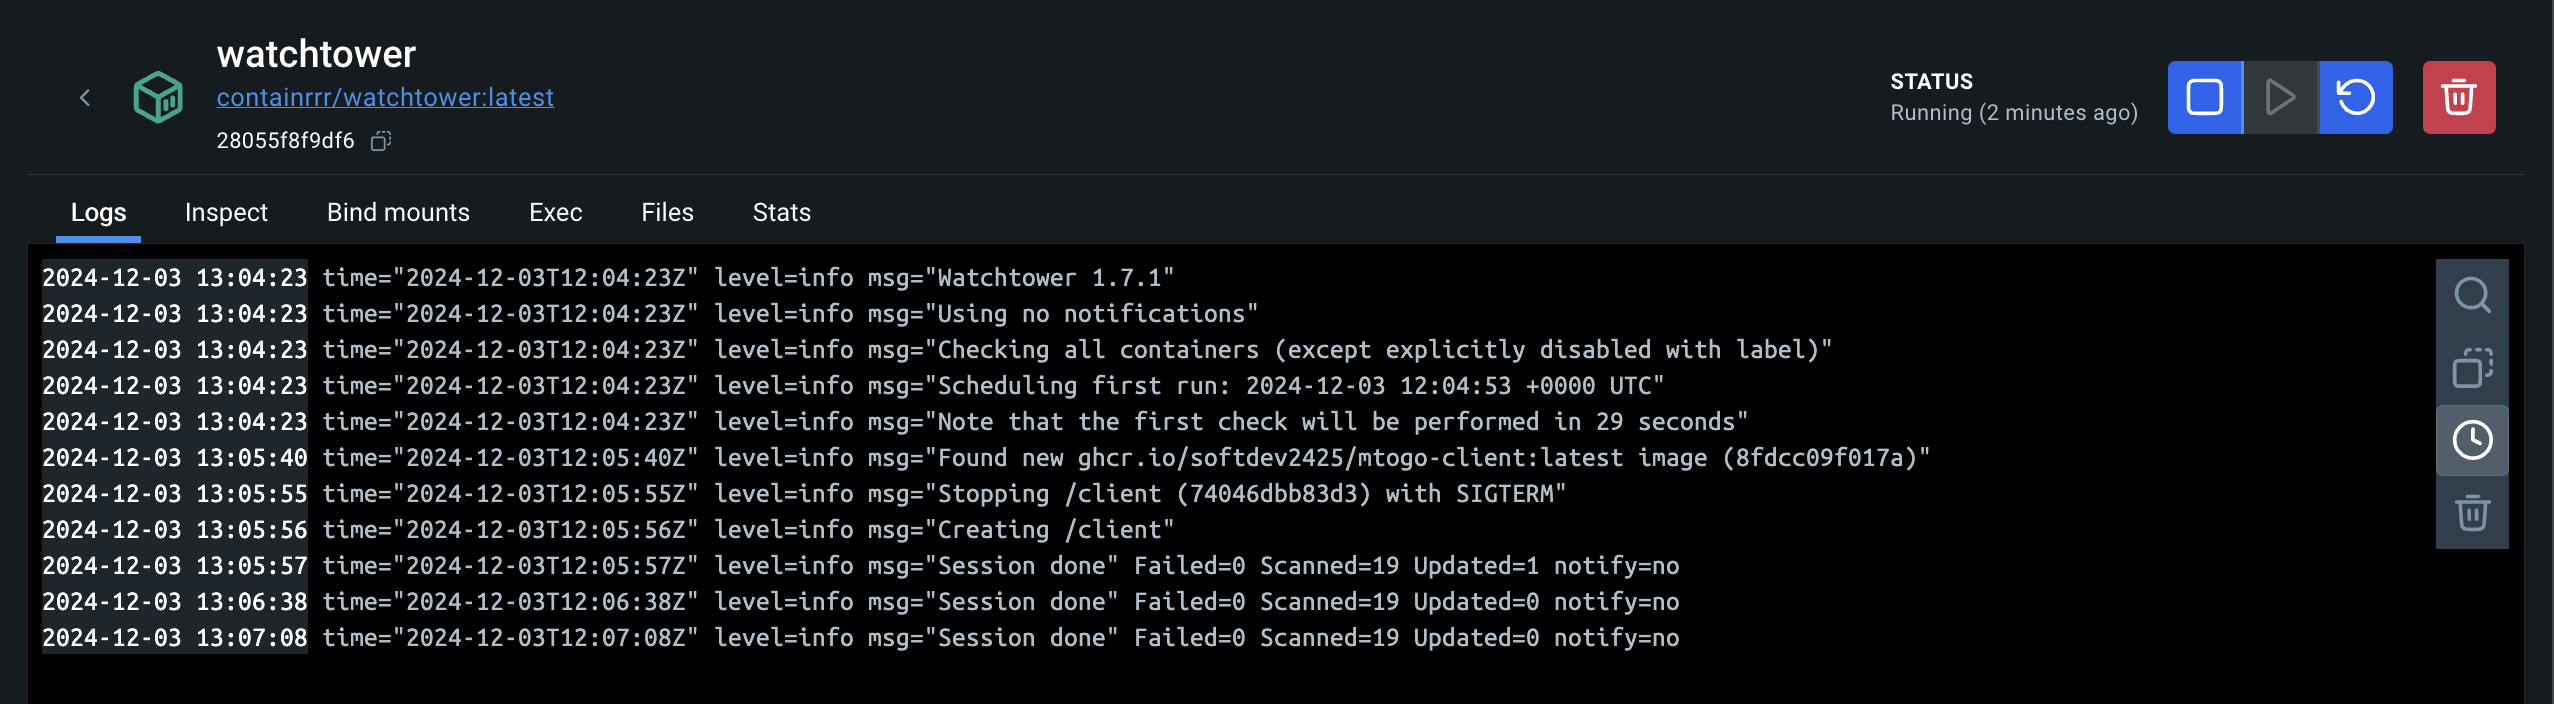 watchtower
containrrr/watchtower:latest
28055f8f9df6
STATUS
Running (2 minutes ago)
Logs Inspect Bind mounts Exec Files Stats
2024-12-03 13:04:23 time="2024-12-03T12:04:23Z" level=info msg="Watchtower 1.7.1"
2024-12-03 13:04:23 time="2024-12-03T12:04:23Z" level=info msg="Using no notifications"
2024-12-03 13:04:23 time="2024-12-03T12:04:23Z" level=info msg="Checking all containers (except explicitly disabled with label)"
2024-12-03 13:04:23 time="2024-12-03T12:04:23Z" level=info msg="Scheduling first run: 2024-12-03 12:04:53 +0000 UTC"
2024-12-03 13:04:23 time="2024-12-03T12:04:23Z" level=info msg="Note that the first check will be performed in 29 seconds"
2024-12-03 13:05:40 time="2024-12-03T12:05:40Z" level=info msg="Found new ghcr.io/softdev2425/mtogo-client:latest image (8fdcc09f017a)"
2024-12-03 13:05:55 time="2024-12-03T12:05:55Z" level=info msg="Stopping /client (74046dbb83d3) with SIGTERM"
2024-12-03 13:05:56 time="2024-12-03T12:05:56Z" level=info msg="Creating /client"
2024-12-03 13:05:57 time="2024-12-03T12:05:57Z" level=info msg="Session done" Failed=0 Scanned=19 Updated=1 notify=no
2024-12-03 13:06:38 time="2024-12-03T12:06:38Z" level=info msg="Session done" Failed=0 Scanned=19 Updated=0 notify=no
2024-12-03 13:07:08 time="2024-12-03T12:07:08Z" level=info msg="Session done" Failed=0 Scanned=19 Updated=0 notify=no